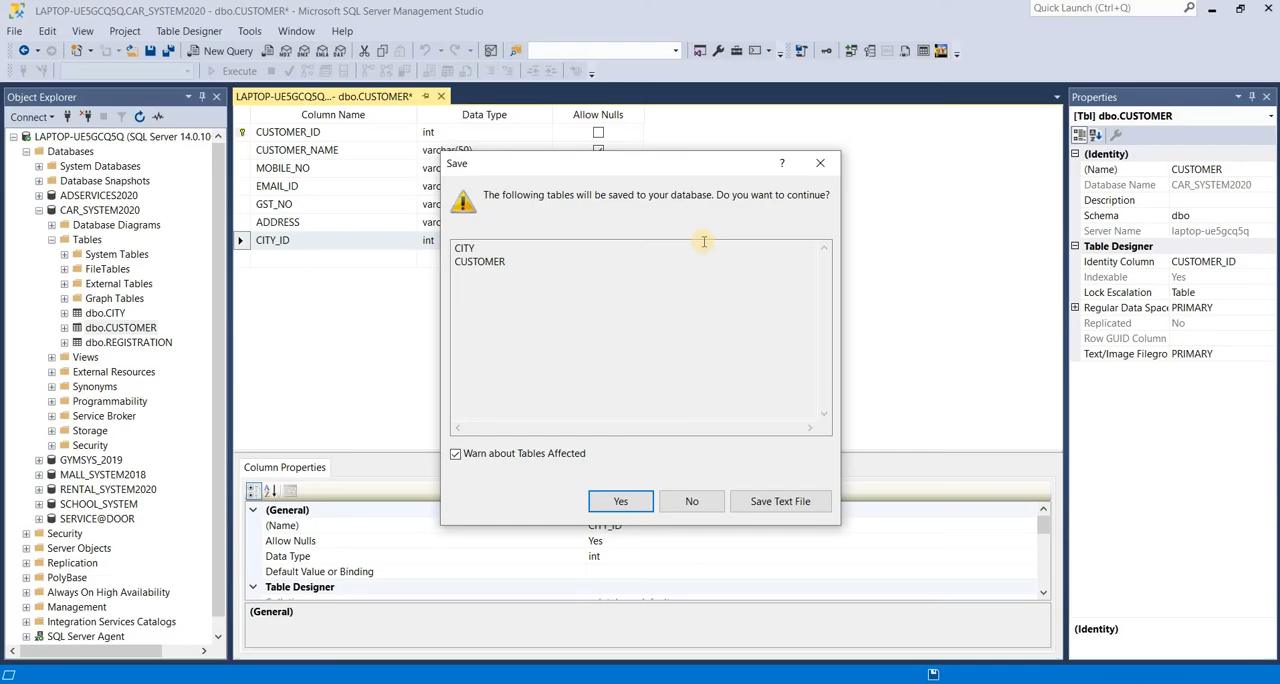 LAPTOP-UE5GCQ5Q.CAR_SYSTEM2020 - dbo.CUSTOMER* - Microsoft SQL Server Management Studio
Quick Launch (Ctrl+Q)
File Edit View Project Table Designer Tools Window Help
New Query
Execute
Object Explorer
LAPTOP-UE5GCQ5Q...- dbo.CUSTOMER*
Properties
Connect
[Tbl] dbo.CUSTOMER
LAPTOP-UE5GCQ5Q (SQL Server 14.0.10
Databases
System Databases
Database Snapshots
ADSERVICES2020
CAR_SYSTEM2020
Database Diagrams
Tables
System Tables
FileTables
External Tables
Graph Tables
dbo.CITY
dbo.CUSTOMER
dbo.REGISTRATION
Views
External Resources
Synonyms
Programmability
Service Broker
Storage
Security
GYMSYS_2019
MALL_SYSTEM2018
RENTAL_SYSTEM2020
SCHOOL_SYSTEM
SERVICE@DOOR
Security
Server Objects
Replication
PolyBase
Always On High Availability
Management
Integration Services Catalogs
SQL Server Agent
Column Name Data Type Allow Nulls
CUSTOMER_ID int
CUSTOMER_NAME varchar(50)
MOBILE_NO varc
EMAIL_ID varc
GST_NO varc
ADDRESS varc
CITY_ID int
Save
?
The following tables will be saved to your database. Do you want to continue?
CITY
CUSTOMER
Warn about Tables Affected
Yes No Save Text File
Column Properties
(General)
(Name) CITY_ID
Allow Nulls Yes
Data Type int
Default Value or Binding
Table Designer
(General)
(Identity)
(Name) CUSTOMER
Database Name CAR_SYSTEM2020
Description
Schema dbo
Server Name laptop-ue5gcq5q
Table Designer
Identity Column CUSTOMER_ID
Indexable Yes
Lock Escalation Table
Regular Data Space PRIMARY
Replicated No
Row GUID Column
Text/Image Filegro PRIMARY
(Identity)